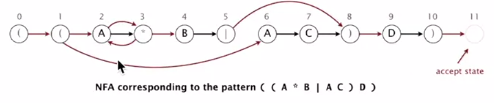 0 1 2 3 4 5 6 7 8 9 10 11
( ( A * B | A C ) D )
accept state
NFA corresponding to the pattern ( ( A * B | A C ) D )